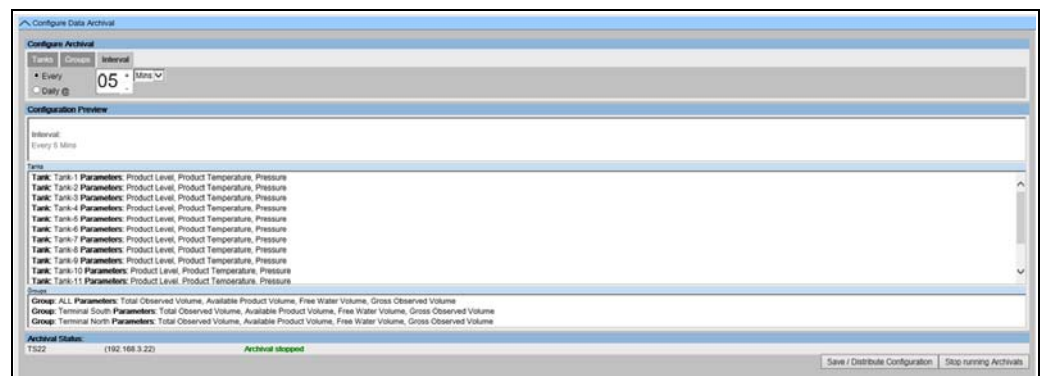 Configure Data Archival
Configure Archival
Tanks Groups Interval
Every 05 Mins
Daily @
Configuration Preview
Interval:
Every 5 Mins
Tanks
Tank: Tank-1 Parameters: Product Level, Product Temperature, Pressure
Tank: Tank-2 Parameters: Product Level, Product Temperature, Pressure
Tank: Tank-3 Parameters: Product Level, Product Temperature, Pressure
Tank: Tank-4 Parameters: Product Level, Product Temperature, Pressure
Tank: Tank-5 Parameters: Product Level, Product Temperature, Pressure
Tank: Tank-6 Parameters: Product Level, Product Temperature, Pressure
Tank: Tank-7 Parameters: Product Level, Product Temperature, Pressure
Tank: Tank-8 Parameters: Product Level, Product Temperature, Pressure
Tank: Tank-9 Parameters: Product Level, Product Temperature, Pressure
Tank: Tank-10 Parameters: Product Level, Product Temperature, Pressure
Tank: Tank-11 Parameters: Product Level, Product Temperature, Pressure
Groups
Group: ALL Parameters: Total Observed Volume, Available Product Volume, Free Water Volume, Gross Observed Volume
Group: Terminal South Parameters: Total Observed Volume, Available Product Volume, Free Water Volume, Gross Observed Volume
Group: Terminal North Parameters: Total Observed Volume, Available Product Volume, Free Water Volume, Gross Observed Volume
Archival Status:
TS22 (192.168.3.22) Archival stopped
Save / Distribute Configuration Stop running Archivals